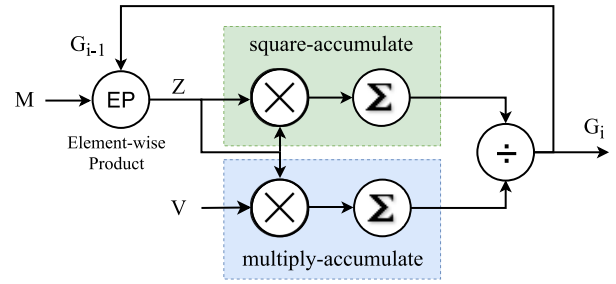 G_{i-1}
square-accumulate
M
EP
Z
Σ
Element-wise
Product
÷
G_i
V
Σ
multiply-accumulate